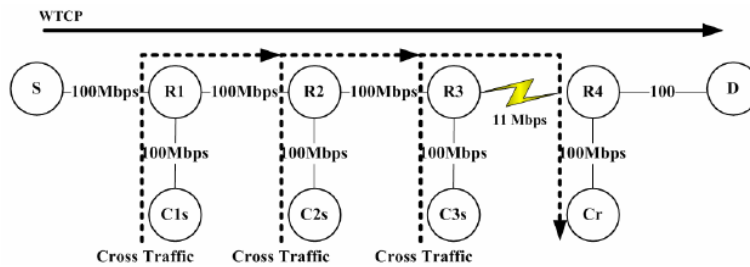 WTCP
S 100Mbps R1 100Mbps R2 100Mbps R3 R4 100 D
11 Mbps
100Mbps 100Mbps 100Mbps 100Mbps
C1s C2s C3s Cr
Cross Traffic Cross Traffic Cross Traffic